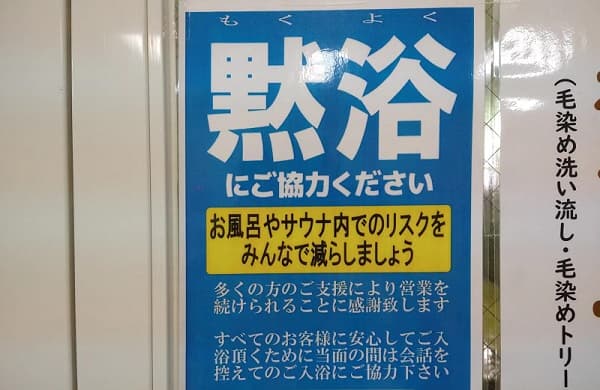 もくよく
黙浴
にご協力ください
お風呂やサウナ内でのリスクを
みんなで減らしましょう
多くの方のご支援により営業を
続けられることに感謝致します
すべてのお客様に安心してご入
浴頂くために当面の間は会話を
控えてのご入浴にご協力下さい
(毛染め洗い流し・毛染めトリー